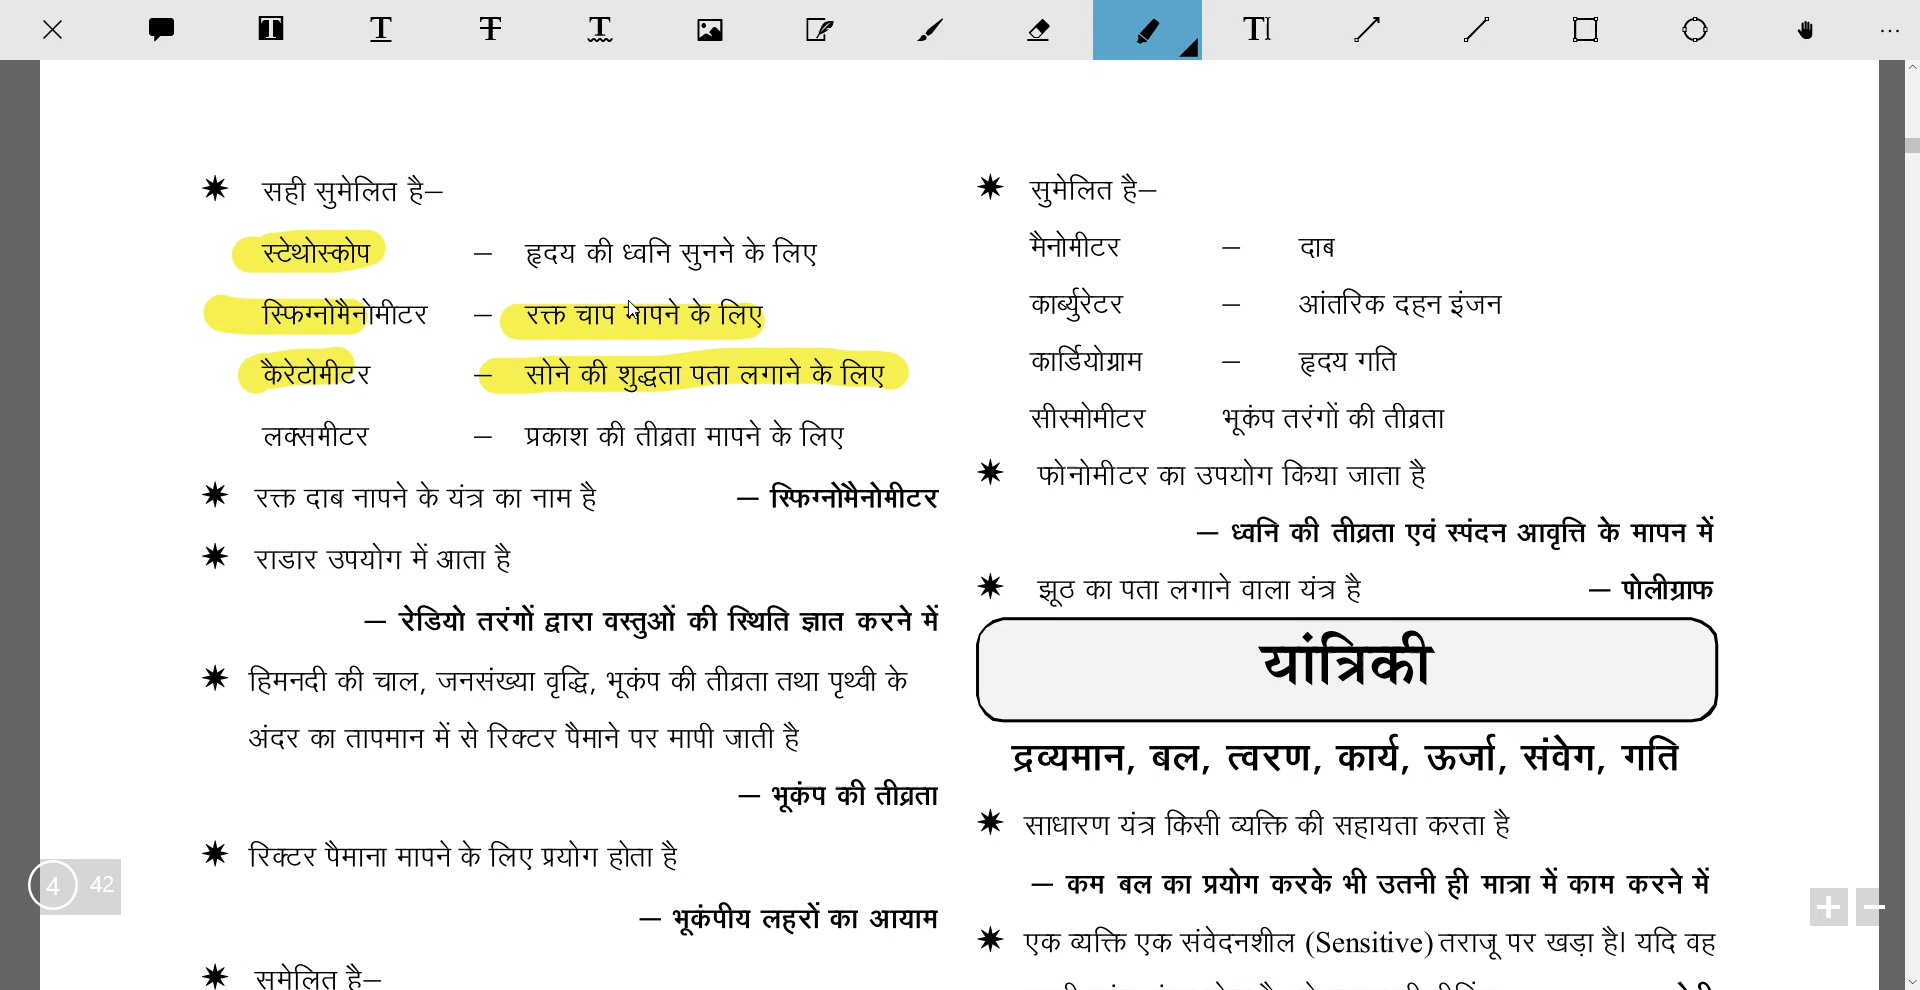 ✷ सही सुमेलित है–
स्टेथोस्कोप – हृदय की ध्वनि सुनने के लिए
स्फिग्नोमैनोमीटर – रक्त चाप मापने के लिए
कैरेटोमीटर – सोने की शुद्धता पता लगाने के लिए
लक्समीटर – प्रकाश की तीव्रता मापने के लिए
✷ रक्त दाब नापने के यंत्र का नाम है – स्फिग्नोमैनोमीटर
✷ राडार उपयोग में आता है
– रेडियो तरंगों द्वारा वस्तुओं की स्थिति ज्ञात करने में
✷ हिमनदी की चाल, जनसंख्या वृद्धि, भूकंप की तीव्रता तथा पृथ्वी के
अंदर का तापमान में से रिक्टर पैमाने पर मापी जाती है
– भूकंप की तीव्रता
✷ रिक्टर पैमाना मापने के लिए प्रयोग होता है
– भूकंपीय लहरों का आयाम
✷ सुमेलित है–
✷ सुमेलित है–
मैनोमीटर – दाब
कार्ब्युरेटर – आंतरिक दहन इंजन
कार्डियोग्राम – हृदय गति
सीस्मोमीटर भूकंप तरंगों की तीव्रता
✷ फोनोमीटर का उपयोग किया जाता है
– ध्वनि की तीव्रता एवं स्पंदन आवृत्ति के मापन में
✷ झूठ का पता लगाने वाला यंत्र है – पोलीग्राफ
यांत्रिकी
द्रव्यमान, बल, त्वरण, कार्य, ऊर्जा, संवेग, गति
✷ साधारण यंत्र किसी व्यक्ति की सहायता करता है
– कम बल का प्रयोग करके भी उतनी ही मात्रा में काम करने में
✷ एक व्यक्ति एक संवेदनशील (Sensitive) तराजू पर खड़ा है। यदि वह
4 42